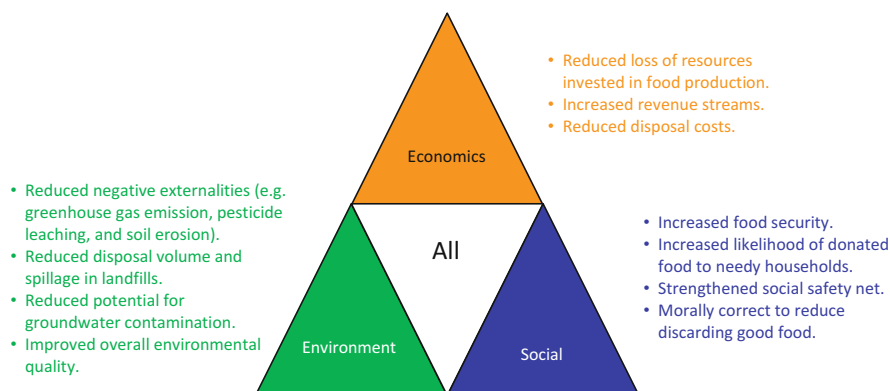 • Reduced loss of resources
invested in food production.
• Increased revenue streams.
• Reduced disposal costs.
Economics
• Reduced negative externalities (e.g.
greenhouse gas emission, pesticide
leaching, and soil erosion).
• Reduced disposal volume and
spillage in landfills.
• Reduced potential for
groundwater contamination.
• Improved overall environmental
quality.
All
• Increased food security.
• Increased likelihood of donated
food to needy households.
• Strengthened social safety net.
• Morally correct to reduce
discarding good food.
Environment
Social